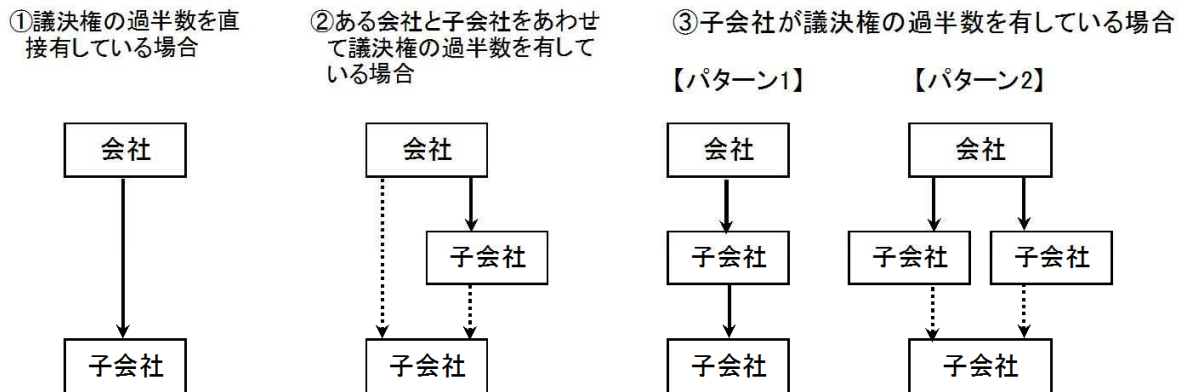 ①議決権の過半数を直
接有している場合
②ある会社と子会社をあわせ
て議決権の過半数を有して
いる場合
③子会社が議決権の過半数を有している場合
【パターン1】
【パターン2】
会社
子会社
会社
子会社
子会社
会社
子会社
子会社
会社
子会社
子会社
子会社